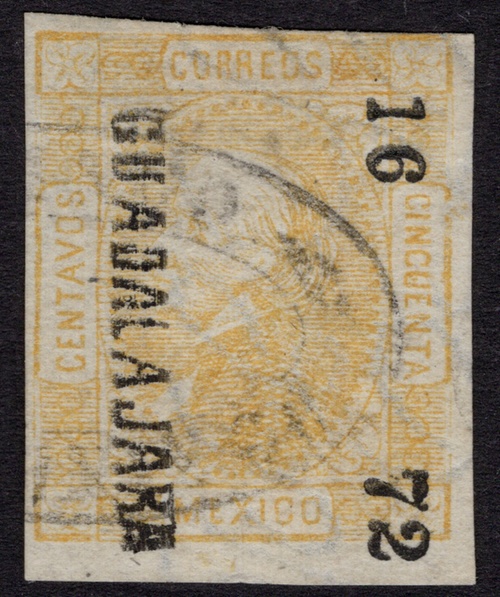 CORREOS
CENTAVOS
CINCUENTA
MEXICO
GUADALAJARA
16
72